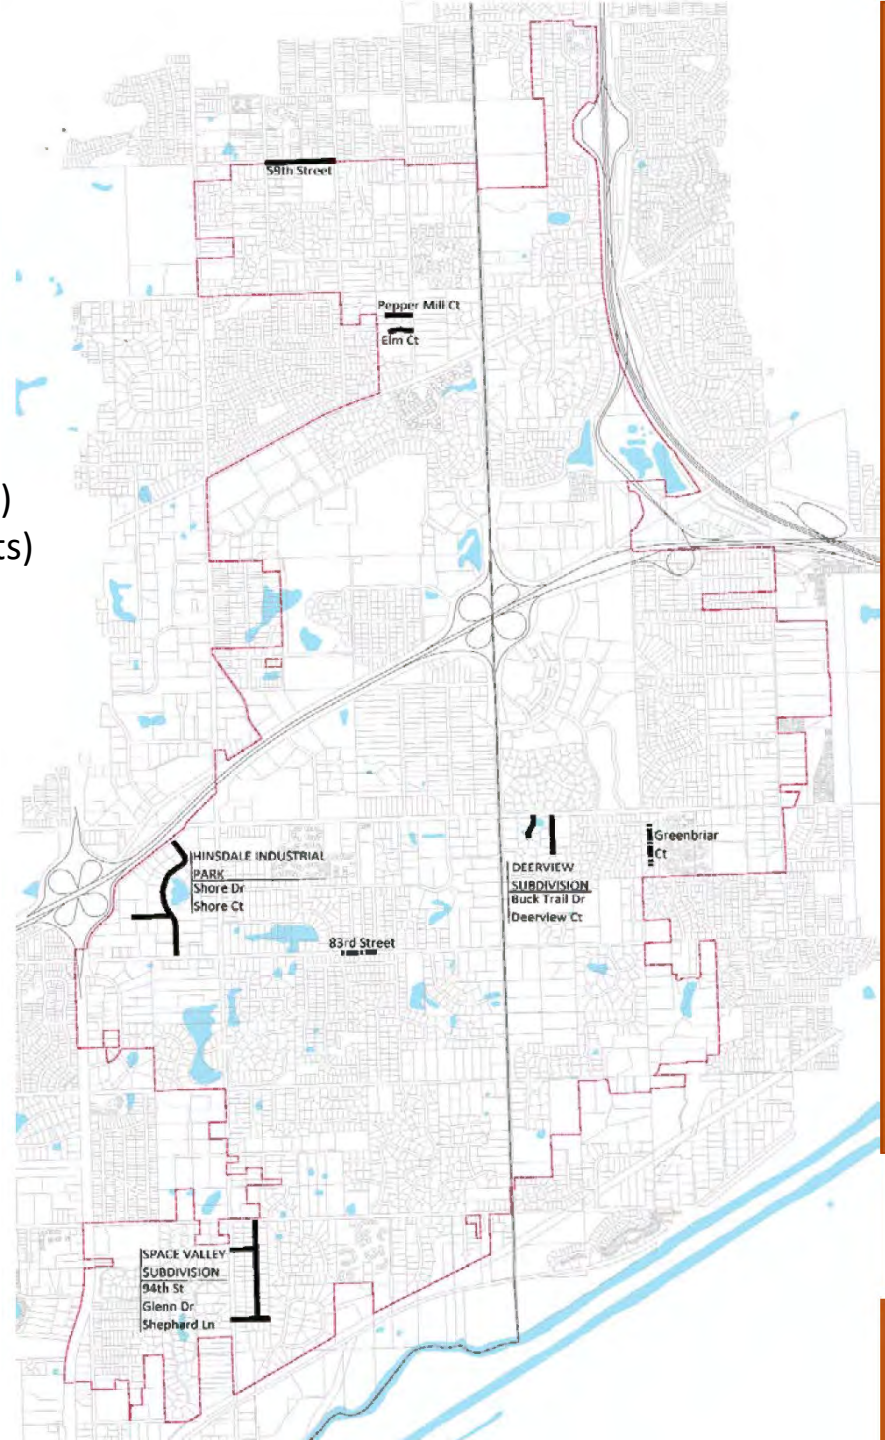 59th Street
Pepper Mill Ct
Elm Ct
)
ts)
Greenbriar
Ct
HINSDALE INDUSTRIAL
PARK
Shore Dr
Shore Ct
DEERVIEW
SUBDIVISION
Buck Trail Dr
Deerview Ct
83rd Street
SPACE VALLEY
SUBDIVISION
94th St
Glenn Dr
Shephard Ln